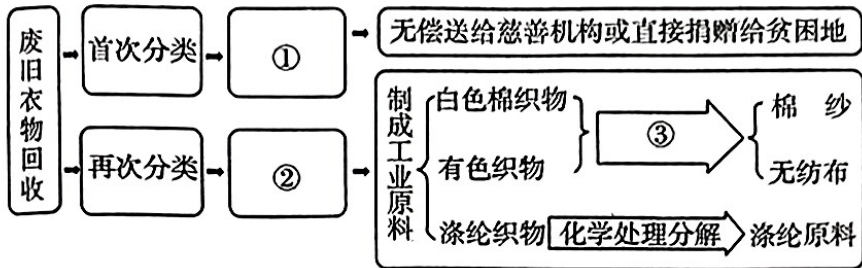 废旧衣物回收
首次分类
①
无偿送给慈善机构或直接捐赠给贫困地
再次分类
②
制成工业原料
白色棉织物
有色织物
③
棉 纱
无纺布
涤纶织物
化学处理分解
涤纶原料